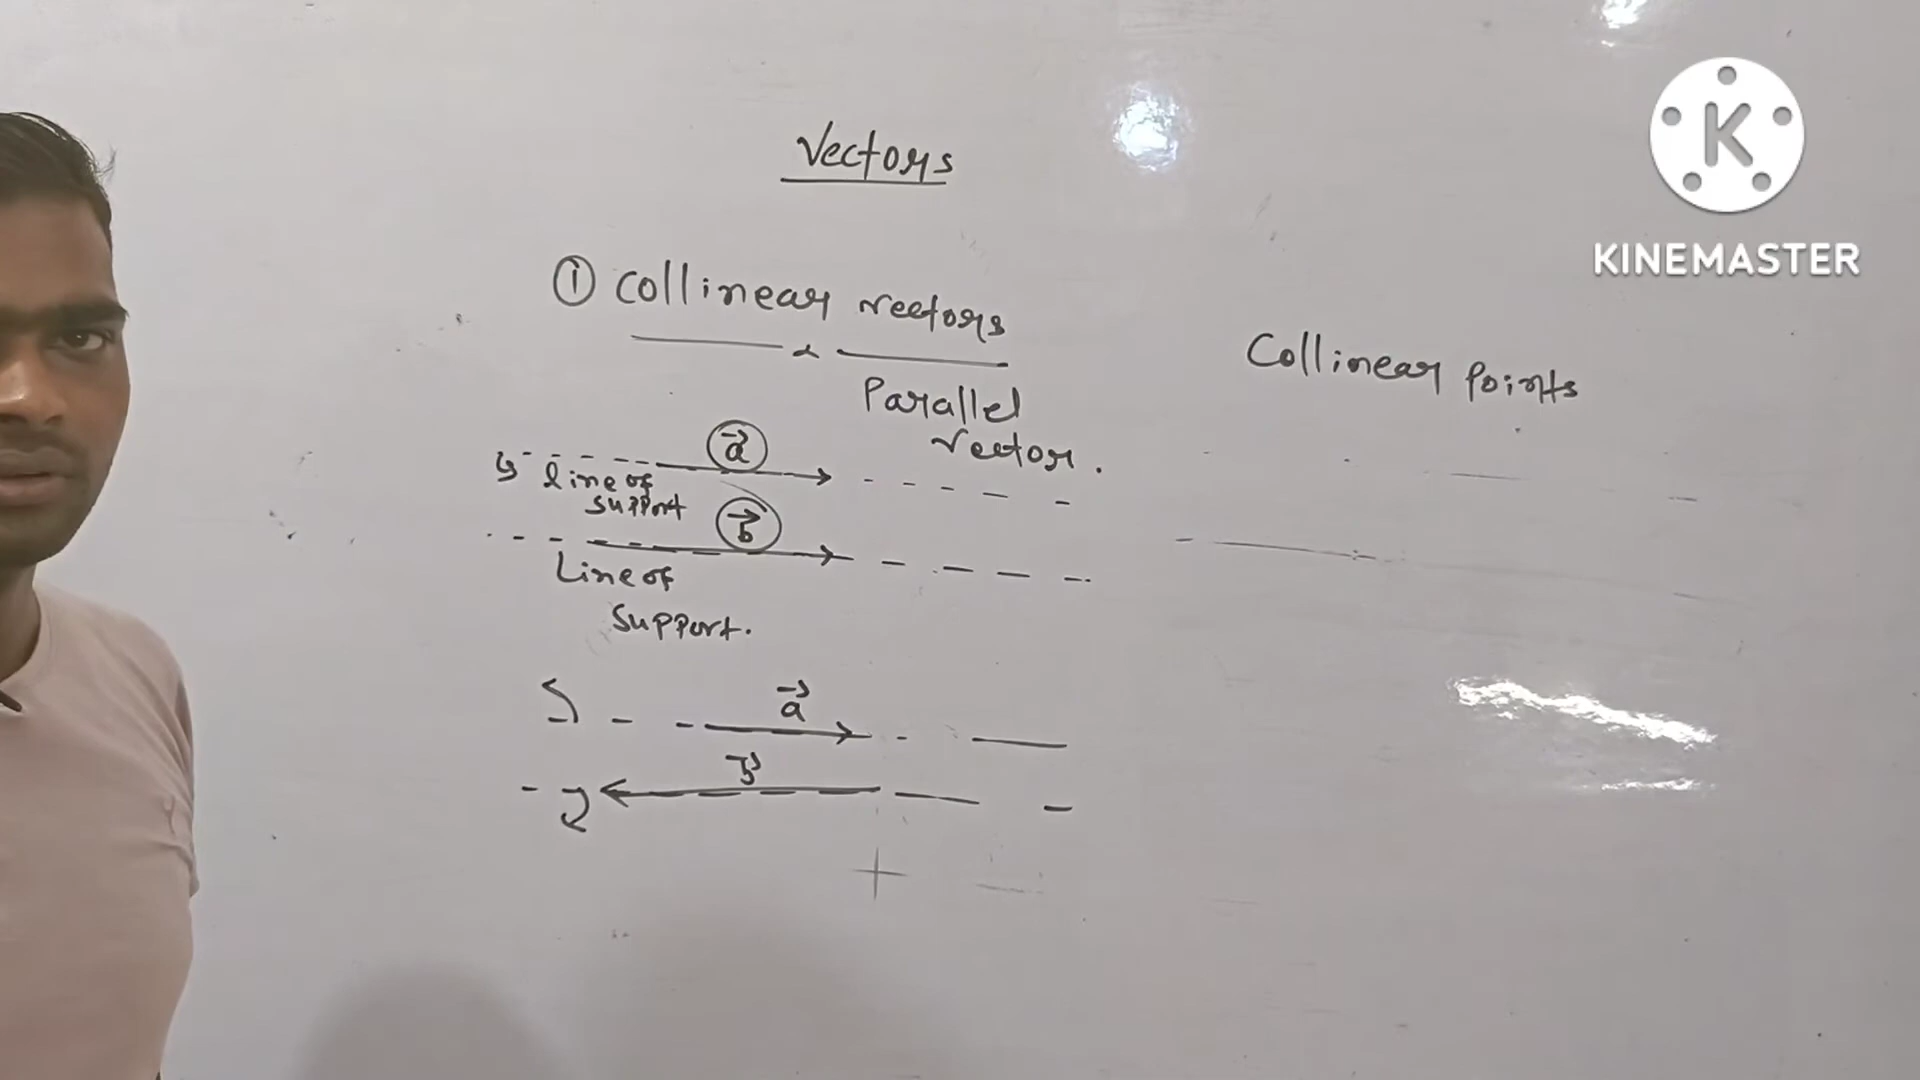 Vectors
① Collinear vectors
Parallel
vector.
a
line of
support
b
Line of
support.
a
b
Collinear Points
K
KINEMASTER